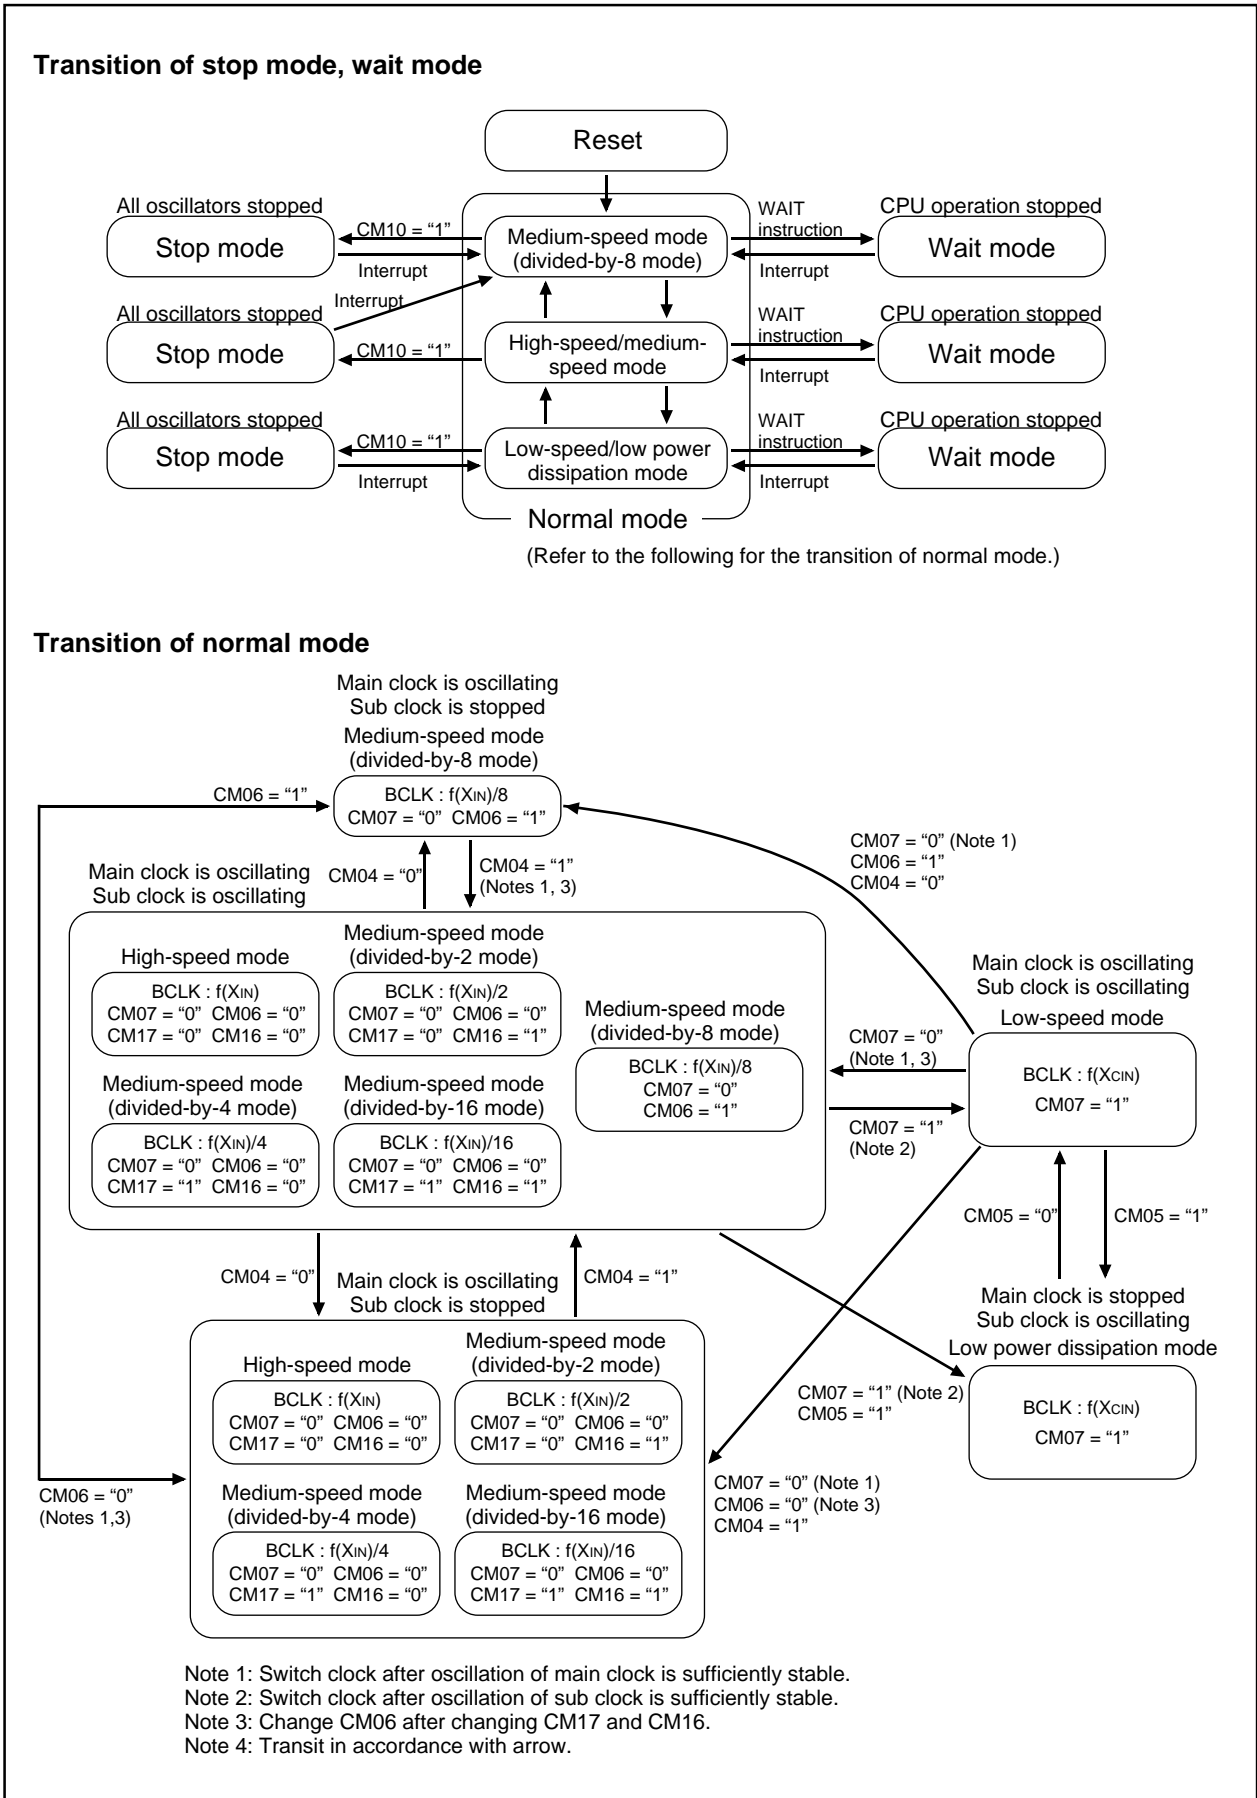 Transition of stop mode, wait mode
Reset
All oscillators stopped
Stop mode
CM10 = “1”
Interrupt
Medium-speed mode
(divided-by-8 mode)
WAIT
instruction
Interrupt
CPU operation stopped
Wait mode
Interrupt
All oscillators stopped
Stop mode
CM10 = “1”
High-speed/medium-
speed mode
WAIT
instruction
Interrupt
CPU operation stopped
Wait mode
All oscillators stopped
Stop mode
CM10 = “1”
Interrupt
Low-speed/low power
dissipation mode
WAIT
instruction
Interrupt
CPU operation stopped
Wait mode
Normal mode
(Refer to the following for the transition of normal mode.)
Transition of normal mode
Main clock is oscillating
Sub clock is stopped
Medium-speed mode
(divided-by-8 mode)
CM06 = “1”
BCLK : f(XIN)/8
CM07 = “0” CM06 = “1”
CM07 = “0” (Note 1)
CM06 = “1”
CM04 = “0”
Main clock is oscillating
Sub clock is oscillating
CM04 = “0”
CM04 = “1”
(Notes 1, 3)
High-speed mode
BCLK : f(XIN)
CM07 = “0” CM06 = “0”
CM17 = “0” CM16 = “0”
Medium-speed mode
(divided-by-2 mode)
BCLK : f(XIN)/2
CM07 = “0” CM06 = “0”
CM17 = “0” CM16 = “1”
Medium-speed mode
(divided-by-8 mode)
BCLK : f(XIN)/8
CM07 = “0”
CM06 = “1”
Medium-speed mode
(divided-by-4 mode)
BCLK : f(XIN)/4
CM07 = “0” CM06 = “0”
CM17 = “1” CM16 = “0”
Medium-speed mode
(divided-by-16 mode)
BCLK : f(XIN)/16
CM07 = “0” CM06 = “0”
CM17 = “1” CM16 = “1”
CM07 = “0”
(Note 1, 3)
CM07 = “1”
(Note 2)
Main clock is oscillating
Sub clock is oscillating
Low-speed mode
BCLK : f(XCIN)
CM07 = “1”
CM05 = “0”
CM05 = “1”
CM04 = “0”
Main clock is oscillating
Sub clock is stopped
CM04 = “1”
Main clock is stopped
Sub clock is oscillating
Low power dissipation mode
BCLK : f(XCIN)
CM07 = “1”
CM07 = “1” (Note 2)
CM05 = “1”
High-speed mode
BCLK : f(XIN)
CM07 = “0” CM06 = “0”
CM17 = “0” CM16 = “0”
Medium-speed mode
(divided-by-2 mode)
BCLK : f(XIN)/2
CM07 = “0” CM06 = “0”
CM17 = “0” CM16 = “1”
CM06 = “0”
(Notes 1,3)
Medium-speed mode
(divided-by-4 mode)
BCLK : f(XIN)/4
CM07 = “0” CM06 = “0”
CM17 = “1” CM16 = “0”
Medium-speed mode
(divided-by-16 mode)
BCLK : f(XIN)/16
CM07 = “0” CM06 = “0”
CM17 = “1” CM16 = “1”
CM07 = “0” (Note 1)
CM06 = “0” (Note 3)
CM04 = “1”
Note 1: Switch clock after oscillation of main clock is sufficiently stable.
Note 2: Switch clock after oscillation of sub clock is sufficiently stable.
Note 3: Change CM06 after changing CM17 and CM16.
Note 4: Transit in accordance with arrow.